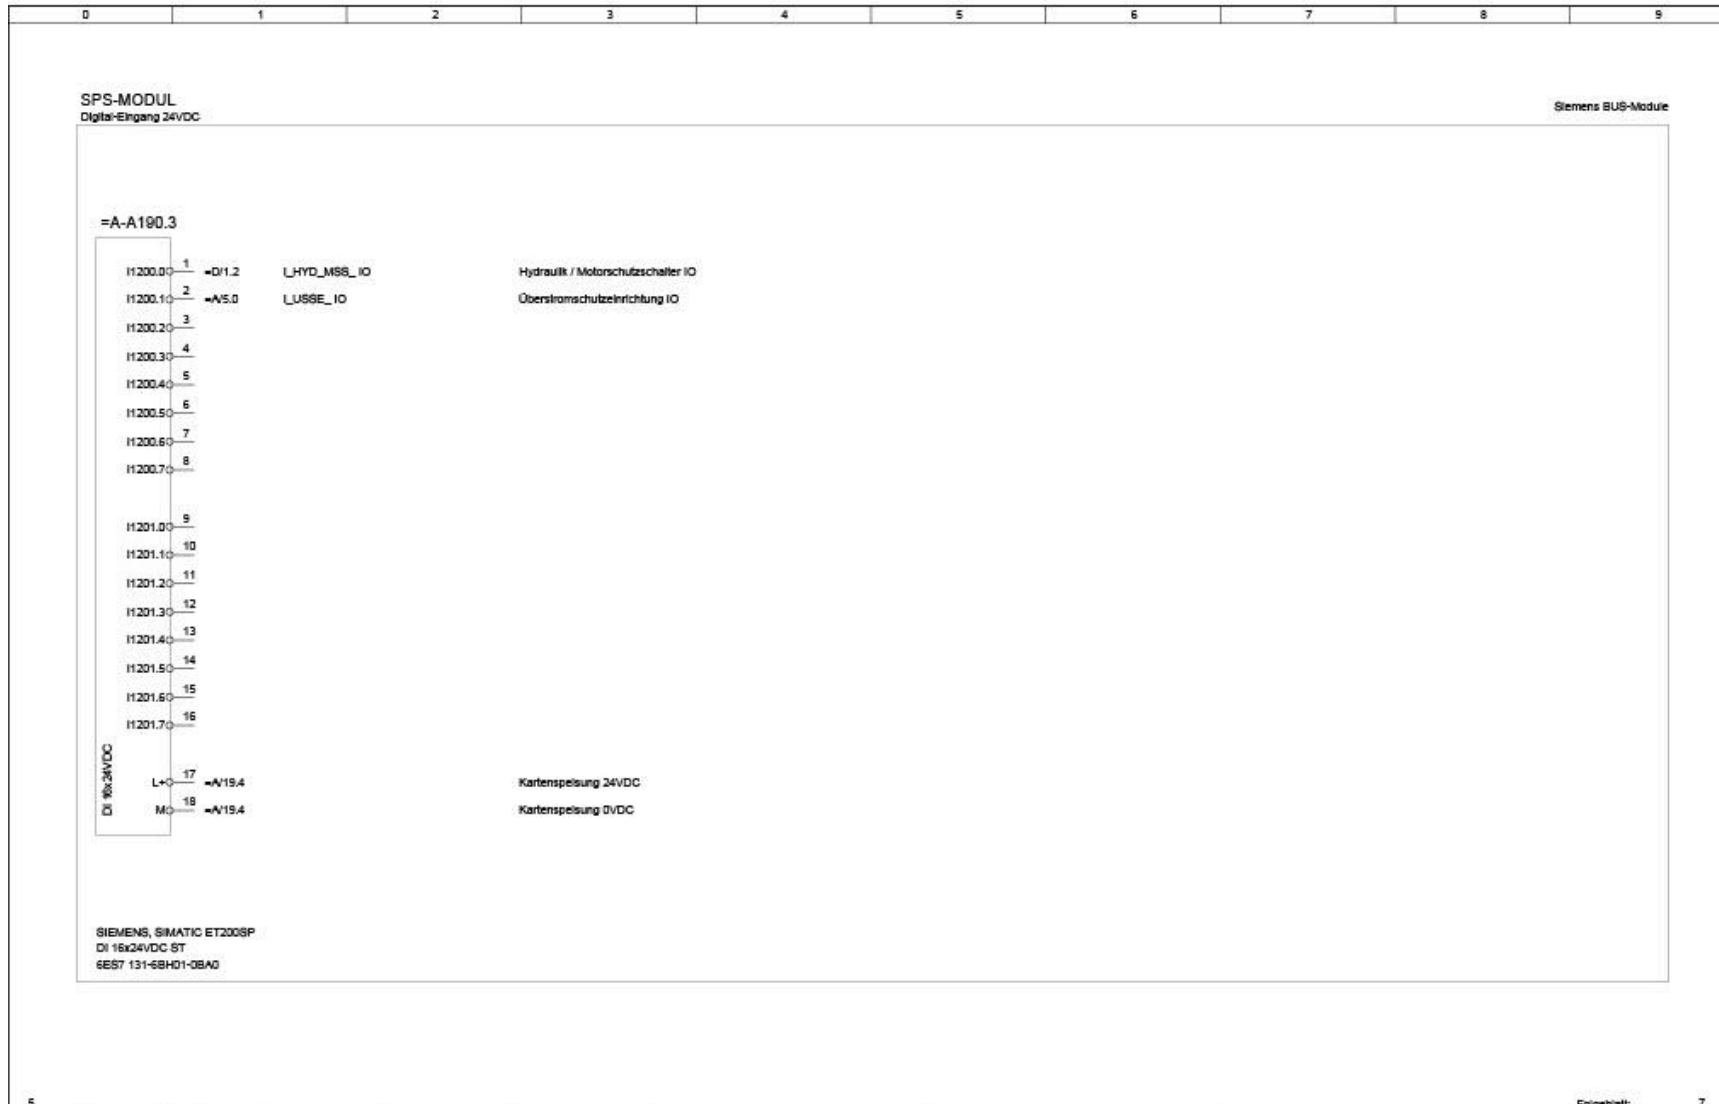 0 1 2 3 4 5 6 7 8 9
SPS-MODUL
Digital-Eingang 24VDC
Siemens BUS-Module
=A-A190.3
I1200.0 1 =D/1.2 I_HYD_MSS_IO Hydraulik / Motorschutzschalter IO
I1200.1 2 =A/5.0 I_USSE_IO Überstromschutzeinrichtung IO
I1200.2 3
I1200.3 4
I1200.4 5
I1200.5 6
I1200.6 7
I1200.7 8
I1201.0 9
I1201.1 10
I1201.2 11
I1201.3 12
I1201.4 13
I1201.5 14
I1201.6 15
I1201.7 16
DI 16x24VDC
L+ 17 =A/19.4 Kartenspeisung 24VDC
M 18 =A/19.4 Kartenspeisung 0VDC
SIEMENS, SIMATIC ET200SP
DI 16x24VDC ST
6ES7 131-6BH01-0BA0
5 Folgeblatt: 7